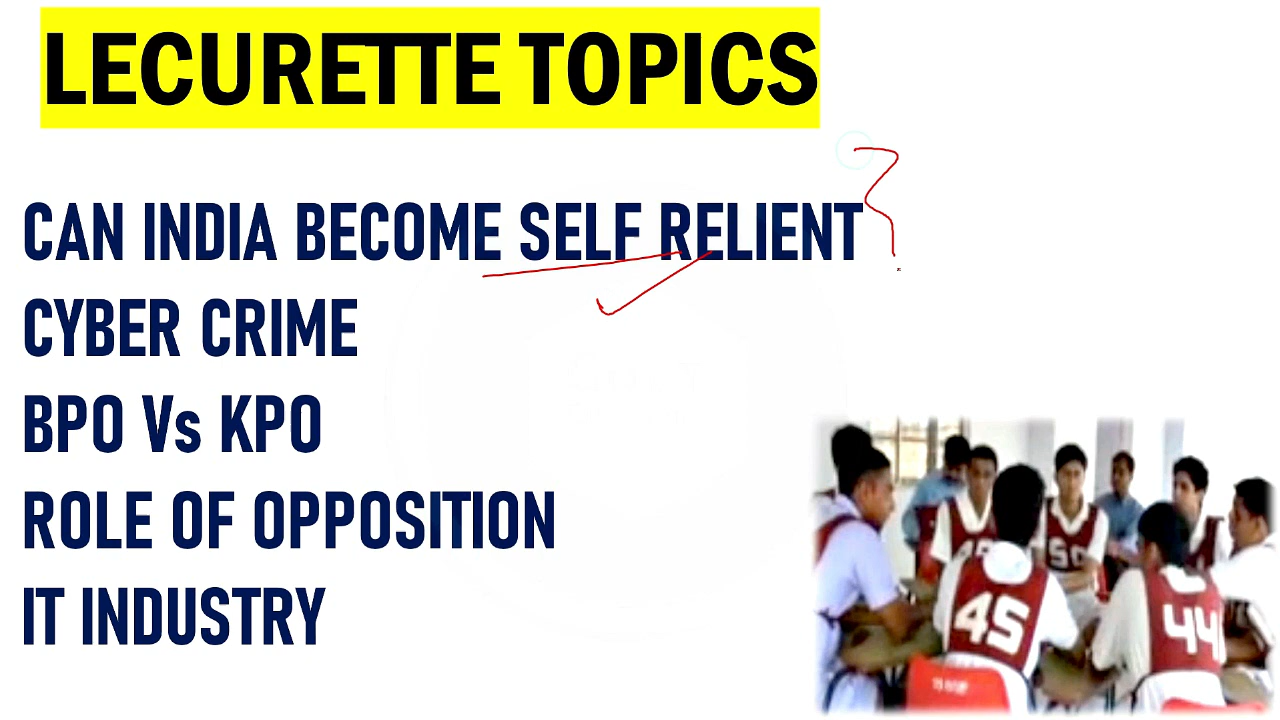 LECURETTE TOPICS
CAN INDIA BECOME SELF RELIENT ?
CYBER CRIME
BPO Vs KPO
ROLE OF OPPOSITION
IT INDUSTRY
45
44